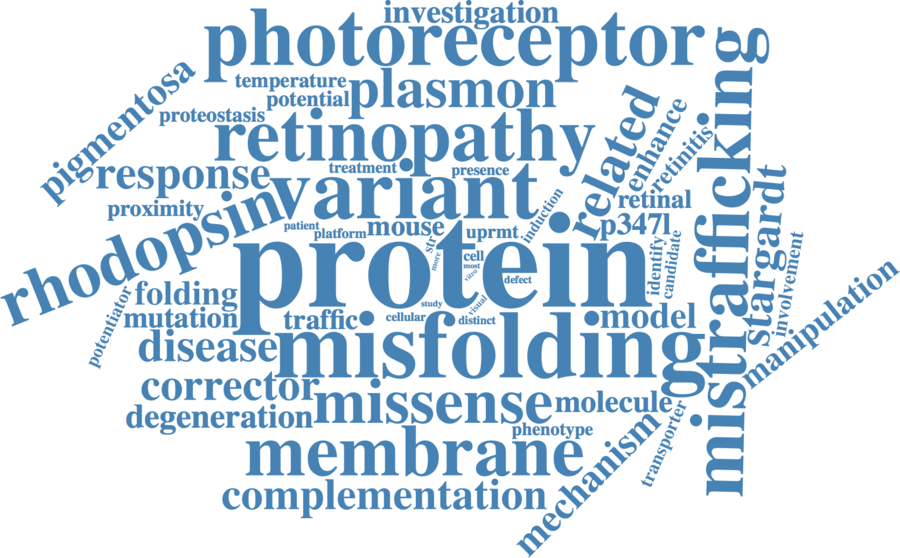 investigation
photoreceptor
temperature
plasmon
potential
pigmentosa
proteostasis
retinopathy
related
enhance
retinitis
mistrafficking
response
treatment
presence
variant
retinal
proximity
induction
rhodopsin
patient
platform
mouse
uprmt
p347l
stargardt
protein
str
more
cell
most
vitro
defect
identify
candidate
involvement
manipulation
potentiator
folding
study
visual
mutation
traffic
cellular
distinct
model
disease
misfolding
corrector
missense
molecule
degeneration
phenotype
mechanism
transporter
membrane
complementation